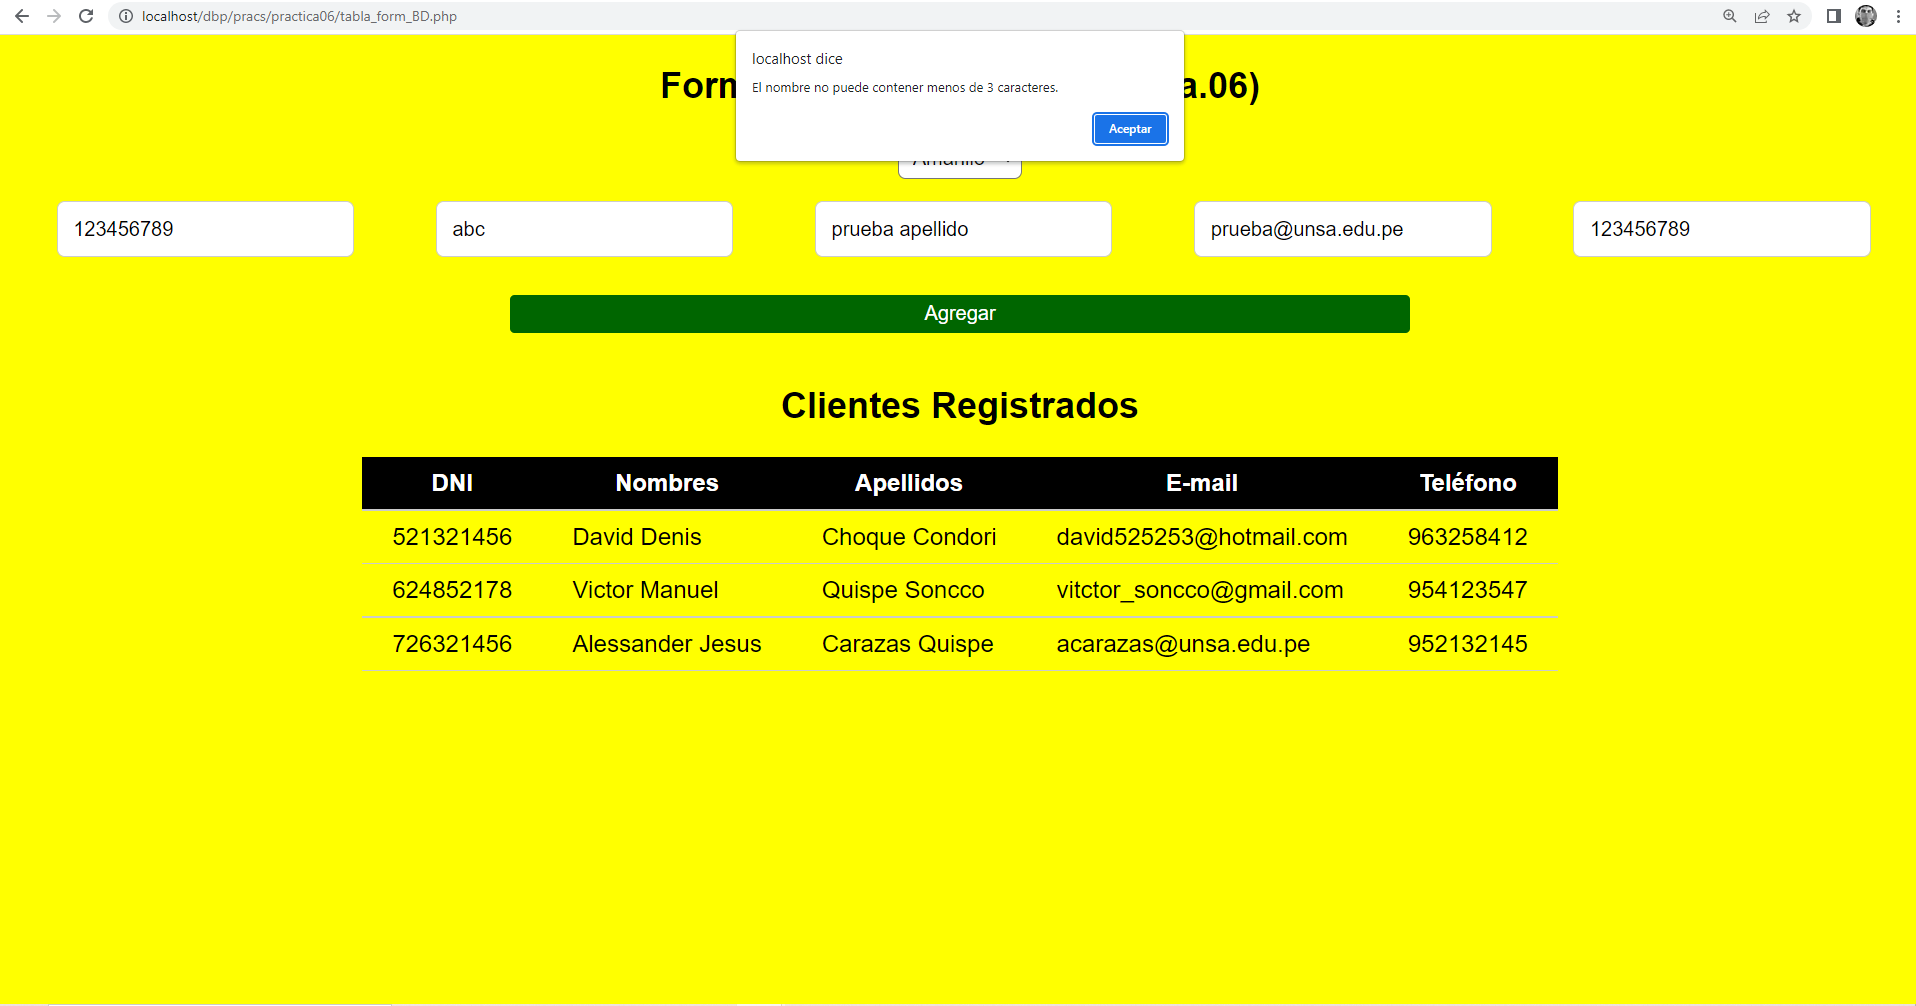 localhost/dbp/pracs/practica06/tabla_form_BD.php
localhost dice
El nombre no puede contener menos de 3 caracteres.
Aceptar
a.06)
123456789 abc prueba apellido prueba@unsa.edu.pe 123456789
Agregar
Clientes Registrados
DNI Nombres Apellidos E-mail Teléfono
521321456 David Denis Choque Condori david525253@hotmail.com 963258412
624852178 Victor Manuel Quispe Soncco vitctor_soncco@gmail.com 954123547
726321456 Alessander Jesus Carazas Quispe acarazas@unsa.edu.pe 952132145